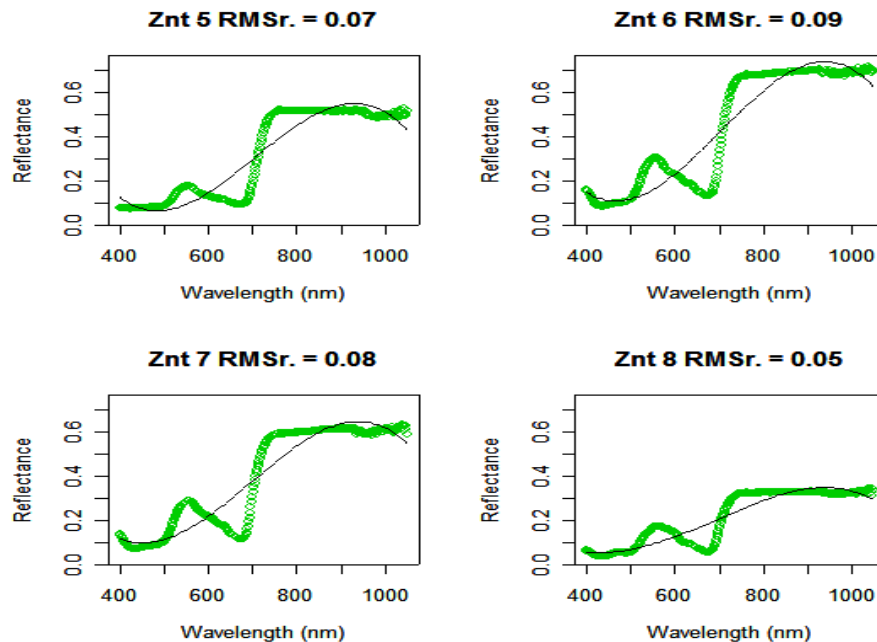 Znt 5 RMSr. = 0.07
Reflectance
0.0 0.2 0.4 0.6
400 600 800 1000
Wavelength (nm)
Znt 6 RMSr. = 0.09
Reflectance
0.0 0.2 0.4 0.6
400 600 800 1000
Wavelength (nm)
Znt 7 RMSr. = 0.08
Reflectance
0.0 0.2 0.4 0.6
400 600 800 1000
Wavelength (nm)
Znt 8 RMSr. = 0.05
Reflectance
0.0 0.2 0.4 0.6
400 600 800 1000
Wavelength (nm)